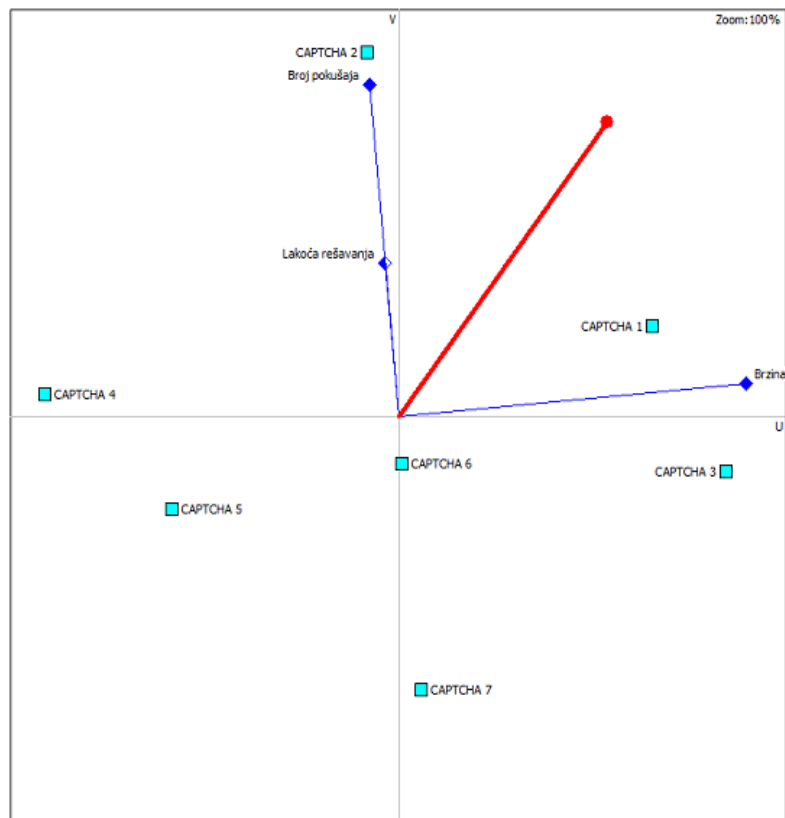 V
Zoom: 100%
CAPTCHA 2
Broj pokušaja
Lakoća rešavanja
CAPTCHA 1
Brzina
CAPTCHA 4
U
CAPTCHA 6
CAPTCHA 3
CAPTCHA 5
CAPTCHA 7